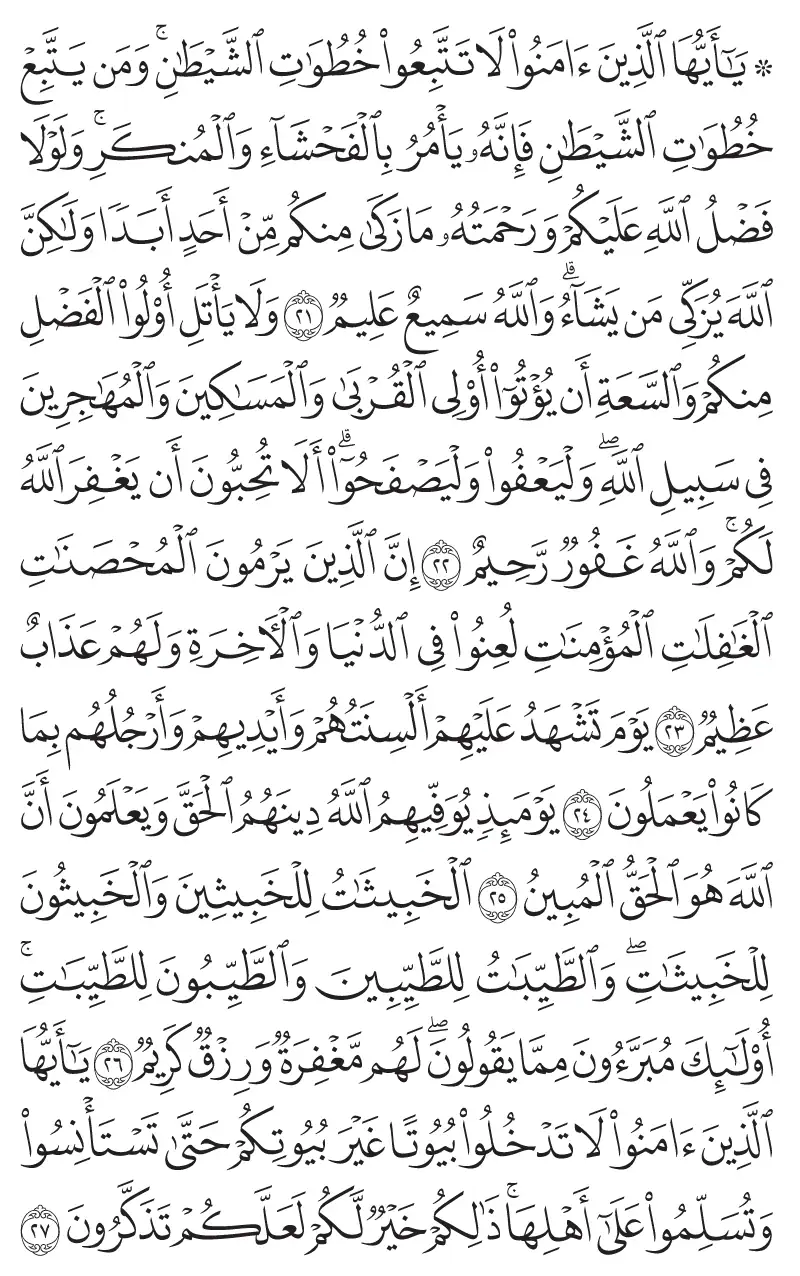 ۞ يَـٰٓأَيُّهَا ٱلَّذِينَ ءَامَنُوا۟ لَا تَتَّبِعُوا۟ خُطُوَٰتِ ٱلشَّيْطَـٰنِ ۚ وَمَن يَتَّبِعْ
خُطُوَٰتِ ٱلشَّيْطَـٰنِ فَإِنَّهُۥ يَأْمُرُ بِٱلْفَحْشَآءِ وَٱلْمُنكَرِ ۚ وَلَوْلَا
فَضْلُ ٱللَّهِ عَلَيْكُمْ وَرَحْمَتُهُۥ مَا زَكَىٰ مِنكُم مِّنْ أَحَدٍ أَبَدًا وَلَـٰكِنَّ
ٱللَّهَ يُزَكِّى مَن يَشَآءُ ۗ وَٱللَّهُ سَمِيعٌ عَلِيمٌ ٢١ وَلَا يَأْتَلِ أُو۟لُوا۟ ٱلْفَضْلِ
مِنكُمْ وَٱلسَّعَةِ أَن يُؤْتُوٓا۟ أُو۟لِى ٱلْقُرْبَىٰ وَٱلْمَسَـٰكِينَ وَٱلْمُهَـٰجِرِينَ
فِى سَبِيلِ ٱللَّهِ ۖ وَلْيَعْفُوا۟ وَلْيَصْفَحُوٓا۟ ۗ أَلَا تُحِبُّونَ أَن يَغْفِرَ ٱللَّهُ
لَكُمْ ۚ وَٱللَّهُ غَفُورٌ رَّحِيمٌ ٢٢ إِنَّ ٱلَّذِينَ يَرْمُونَ ٱلْمُحْصَنَـٰتِ
ٱلْغَـٰفِلَـٰتِ ٱلْمُؤْمِنَـٰتِ لُعِنُوا۟ فِى ٱلدُّنْيَا وَٱلْـَٔاخِرَةِ وَلَهُمْ عَذَابٌ
عَظِيمٌ ٢٣ يَوْمَ تَشْهَدُ عَلَيْهِمْ أَلْسِنَتُهُمْ وَأَيْدِيهِمْ وَأَرْجُلُهُم بِمَا
كَانُوا۟ يَعْمَلُونَ ٢٤ يَوْمَئِذٍ يُوَفِّيهِمُ ٱللَّهُ دِينَهُمُ ٱلْحَقَّ وَيَعْلَمُونَ أَنَّ
ٱللَّهَ هُوَ ٱلْحَقُّ ٱلْمُبِينُ ٢٥ ٱلْخَبِيثَـٰتُ لِلْخَبِيثِينَ وَٱلْخَبِيثُونَ
لِلْخَبِيثَـٰتِ ۖ وَٱلطَّيِّبَـٰتُ لِلطَّيِّبِينَ وَٱلطَّيِّبُونَ لِلطَّيِّبَـٰتِ ۚ
أُو۟لَـٰٓئِكَ مُبَرَّءُونَ مِمَّا يَقُولُونَ ۖ لَهُم مَّغْفِرَةٌ وَرِزْقٌ كَرِيمٌ ٢٦ يَـٰٓأَيُّهَا
ٱلَّذِينَ ءَامَنُوا۟ لَا تَدْخُلُوا۟ بُيُوتًا غَيْرَ بُيُوتِكُمْ حَتَّىٰ تَسْتَأْنِسُوا۟
وَتُسَلِّمُوا۟ عَلَىٰٓ أَهْلِهَا ۚ ذَٰلِكُمْ خَيْرٌ لَّكُمْ لَعَلَّكُمْ تَذَكَّرُونَ ٢٧